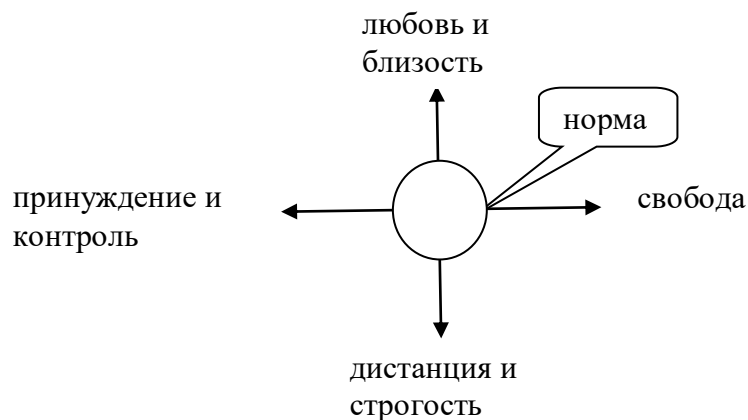 любовь и
близость
норма
принуждение и
контроль
свобода
дистанция и
строгость